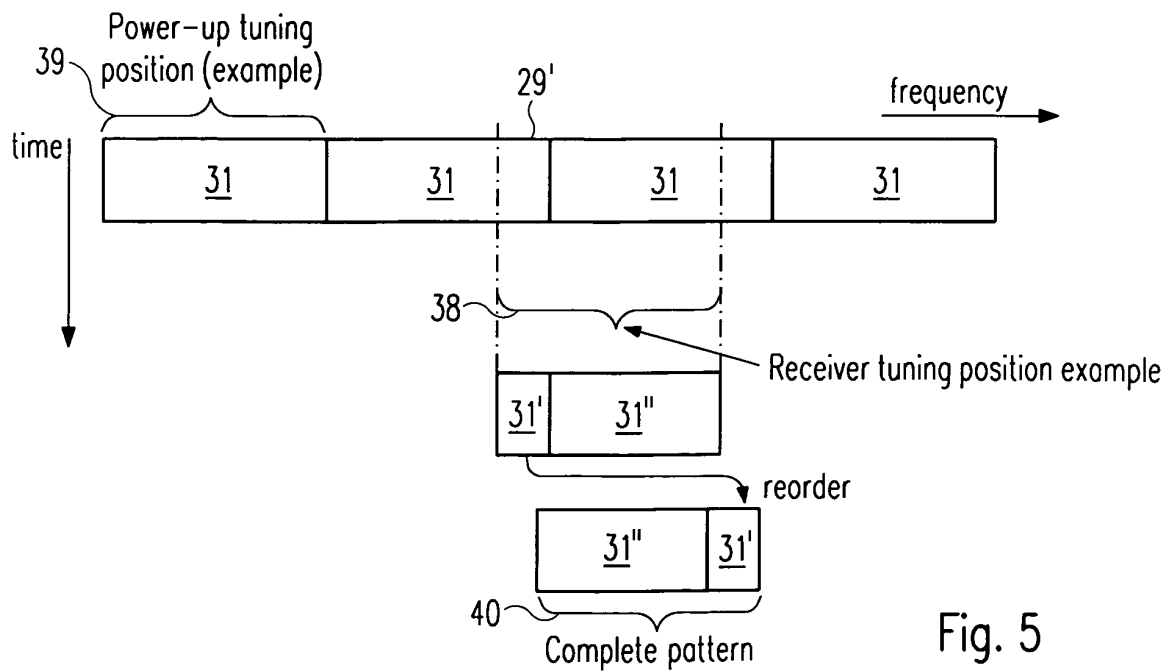 Power-up tuning
position (example)
39
29'
frequency
time
31 31 31 31
38
Receiver tuning position example
31' 31"
reorder
31" 31'
40
Complete pattern
Fig. 5